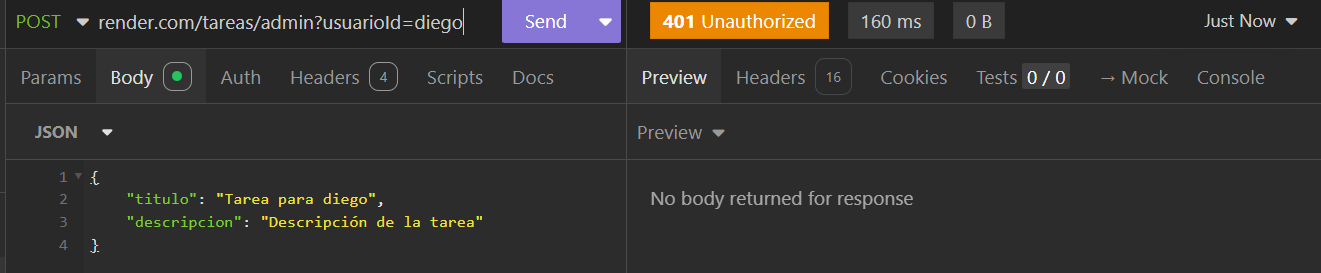 POST render.com/tareas/admin?usuarioId=diego Send
401 Unauthorized 160 ms 0 B Just Now
Params Body Auth Headers 4 Scripts Docs
Preview Headers 16 Cookies Tests 0 / 0 → Mock Console
JSON
Preview
1 {
2 "titulo": "Tarea para diego",
3 "descripcion": "Descripción de la tarea"
4 }
No body returned for response